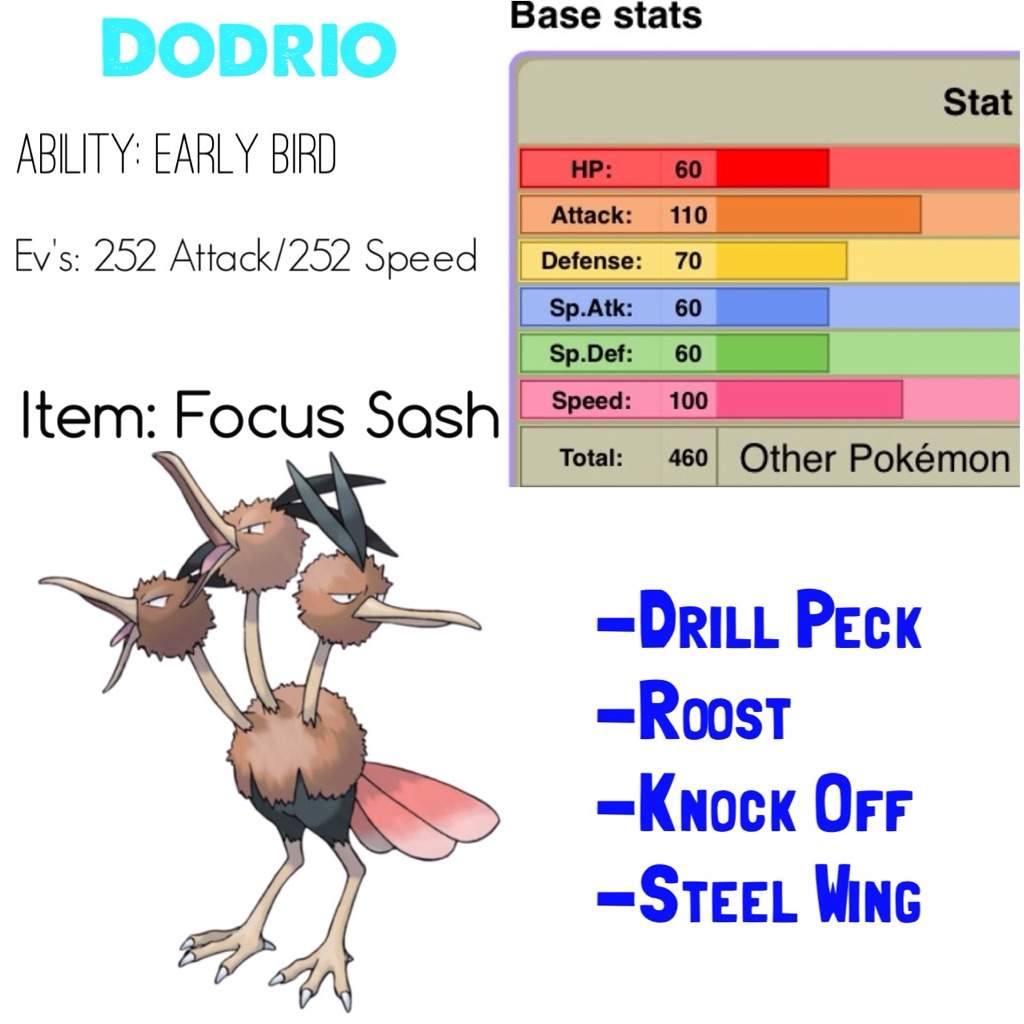 DODRIO
ABILITY: EARLY BIRD
Ev's: 252 Attack/252 Speed
Item: Focus Sash
Base stats
Stat
HP: 60
Attack: 110
Defense: 70
Sp.Atk: 60
Sp.Def: 60
Speed: 100
Total: 460 Other Pokémon
-DRILL PECK
-ROOST
-KNOCK OFF
-STEEL WING